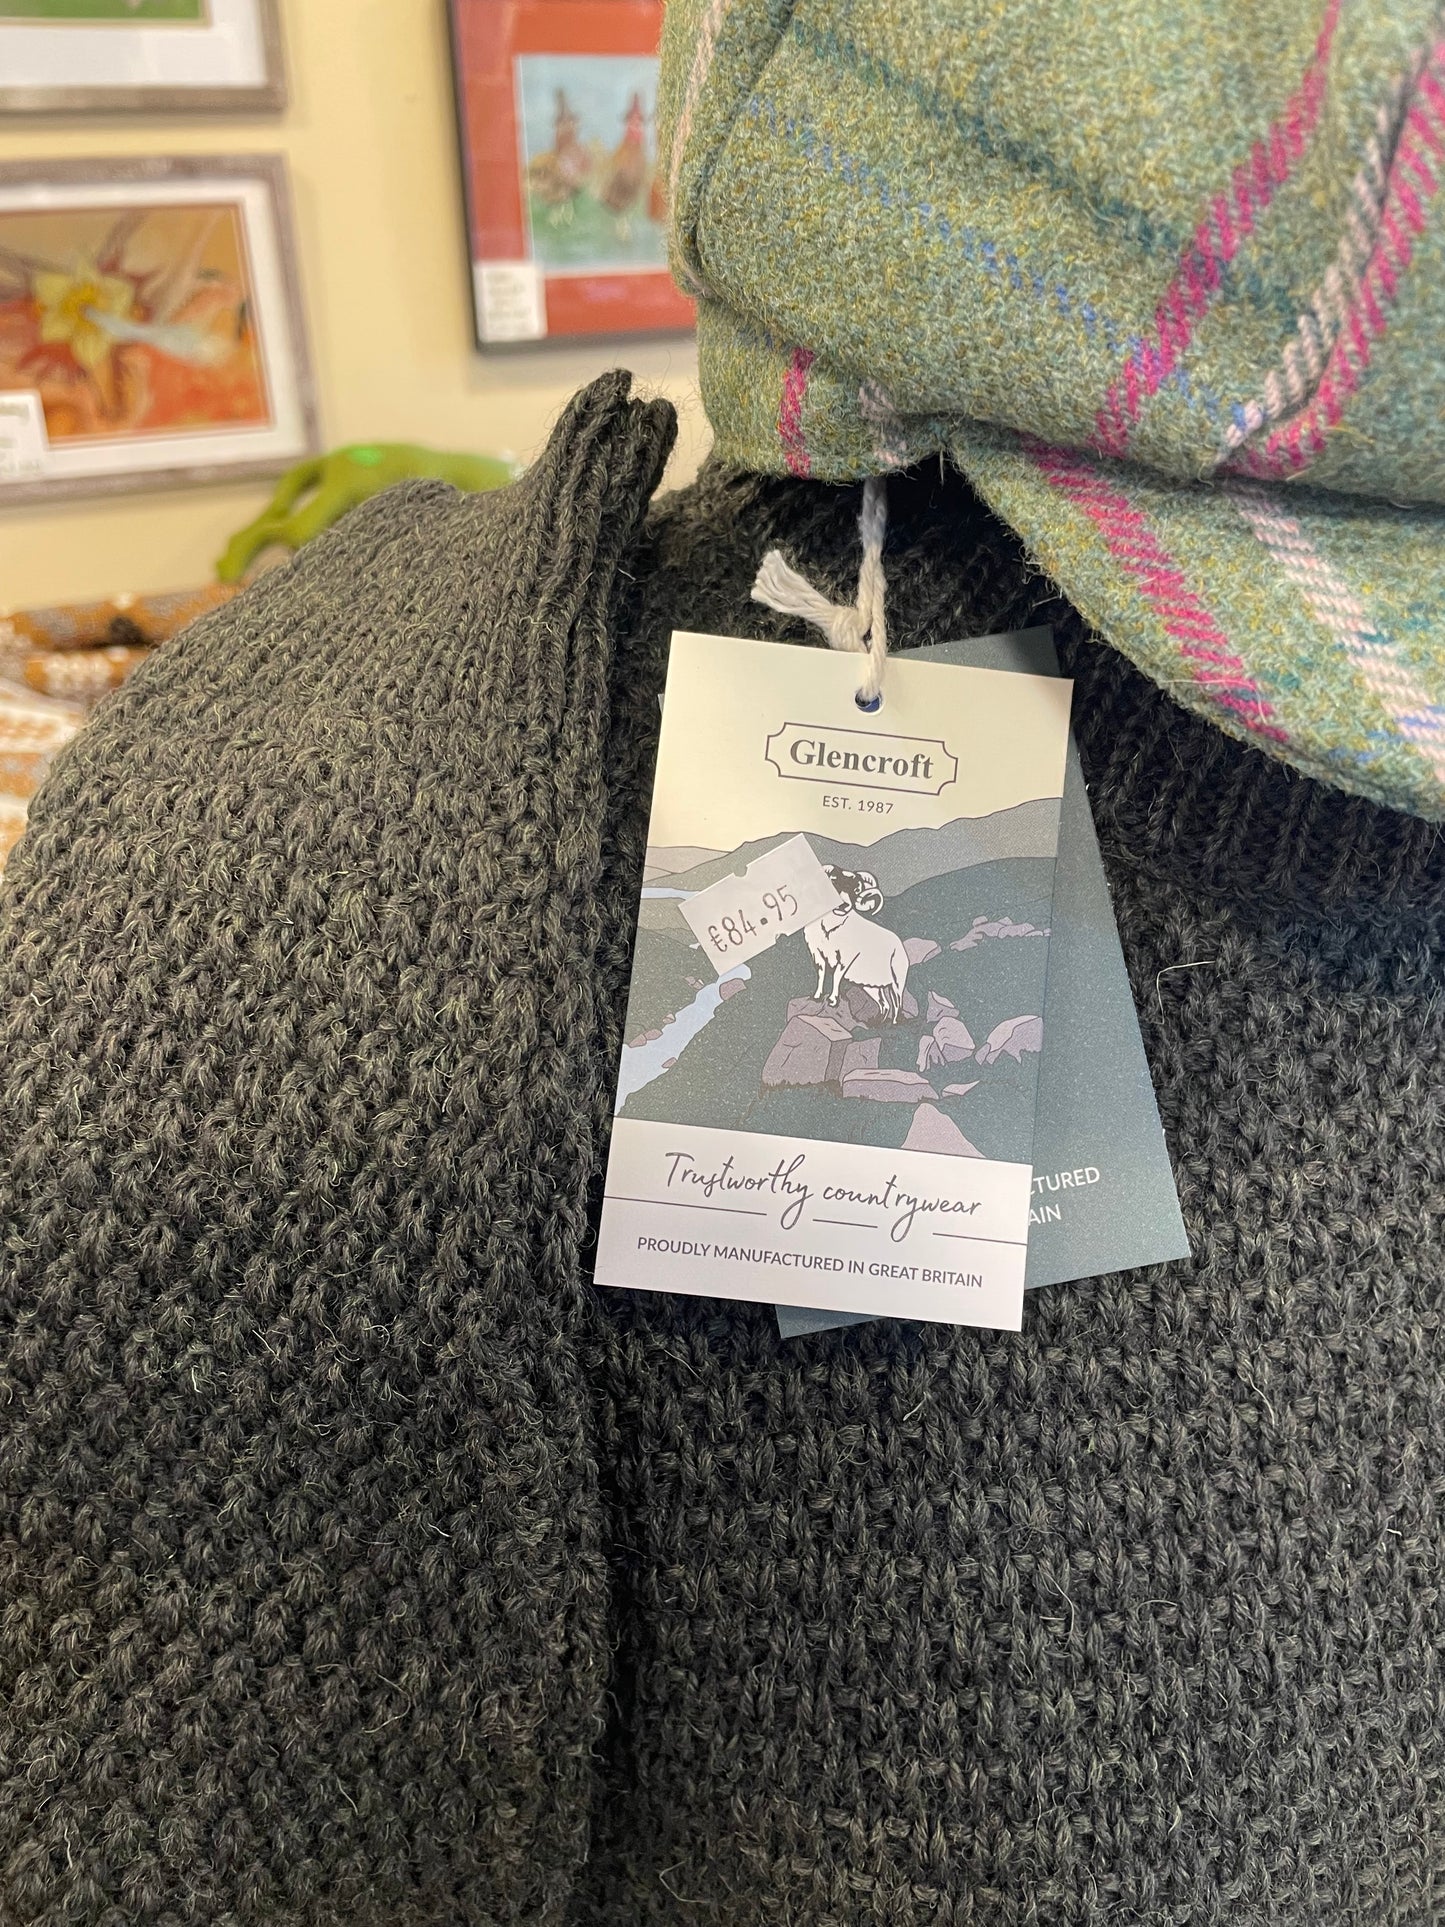 Glencroft
EST. 1987
£84.95
Trustworthy countrywear
PROUDLY MANUFACTURED IN GREAT BRITAIN
CTURED
AIN